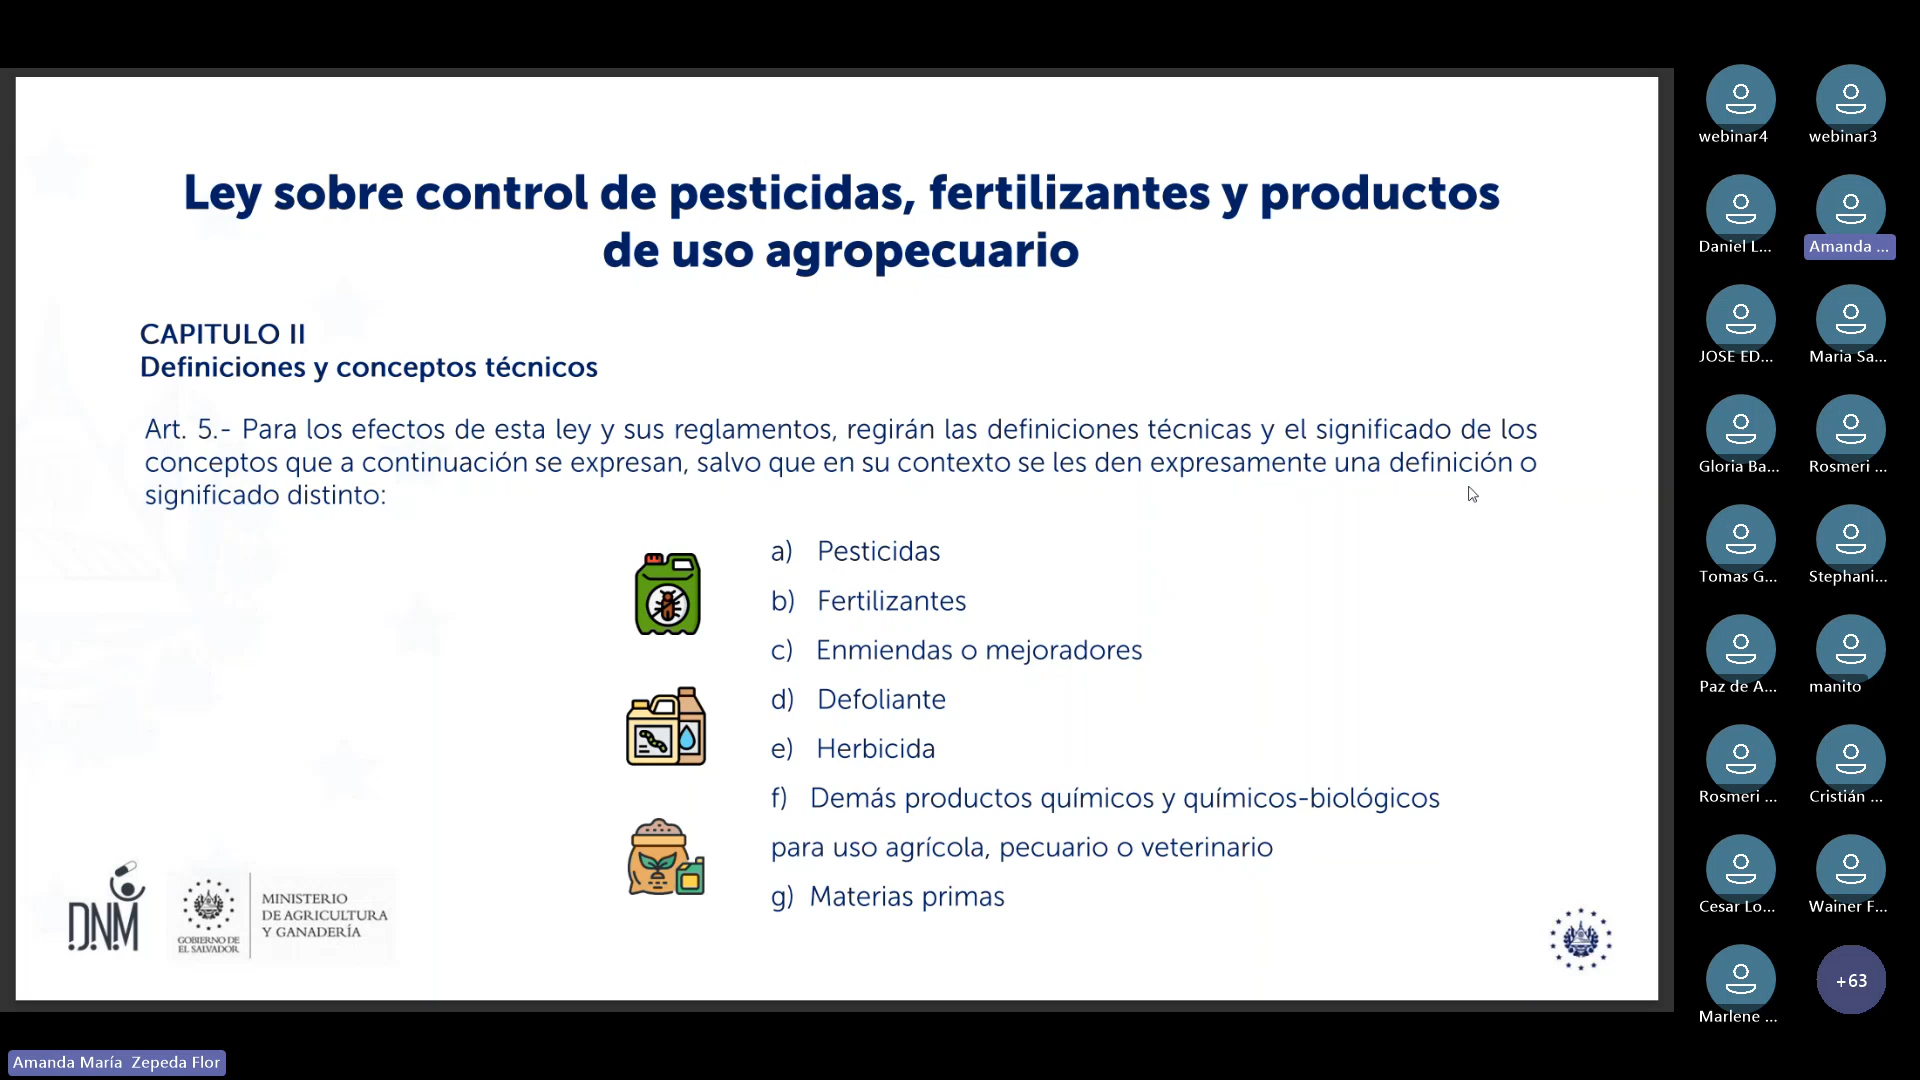 Ley sobre control de pesticidas, fertilizantes y productos
de uso agropecuario
CAPITULO II
Definiciones y conceptos técnicos
Art. 5.- Para los efectos de esta ley y sus reglamentos, regirán las definiciones técnicas y el significado de los
conceptos que a continuación se expresan, salvo que en su contexto se les den expresamente una definición o
significado distinto:
a) Pesticidas
b) Fertilizantes
c) Enmiendas o mejoradores
d) Defoliante
e) Herbicida
f) Demás productos químicos y químicos-biológicos
para uso agrícola, pecuario o veterinario
g) Materias primas
DNM
GOBIERNO DE
EL SALVADOR
MINISTERIO
DE AGRICULTURA
Y GANADERÍA
webinar4
webinar3
Daniel L...
Amanda ...
JOSE ED...
Maria Sa...
Gloria Ba...
Rosmeri ...
Tomas G...
Stephani...
Paz de A...
manito
Rosmeri ...
Cristián ...
Cesar Lo...
Wainer F...
Marlene ...
+63
Amanda María Zepeda Flor